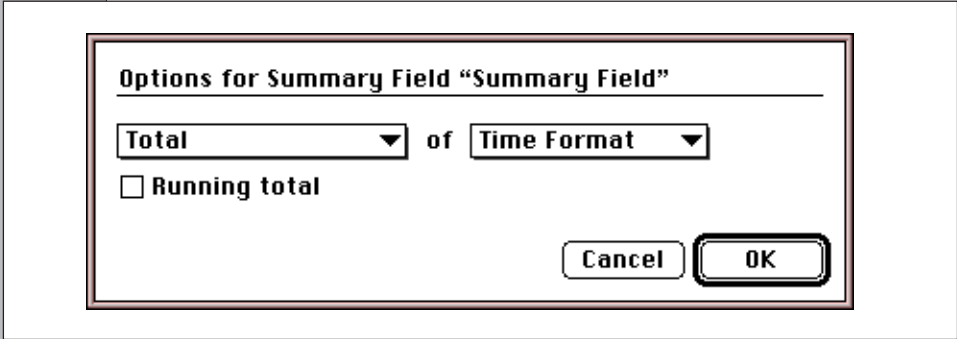 Options for Summary Field “Summary Field”
Total of Time Format
Running total
Cancel OK